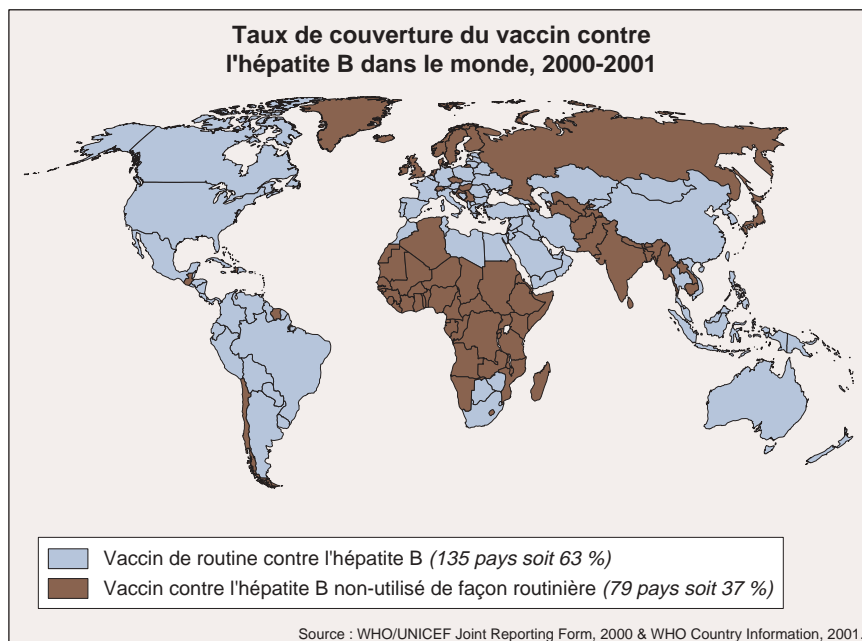 Taux de couverture du vaccin contre
l'hépatite B dans le monde, 2000-2001
Vaccin de routine contre l'hépatite B (135 pays soit 63 %)
Vaccin contre l'hépatite B non-utilisé de façon routinière (79 pays soit 37 %)
Source : WHO/UNICEF Joint Reporting Form, 2000 & WHO Country Information, 2001.